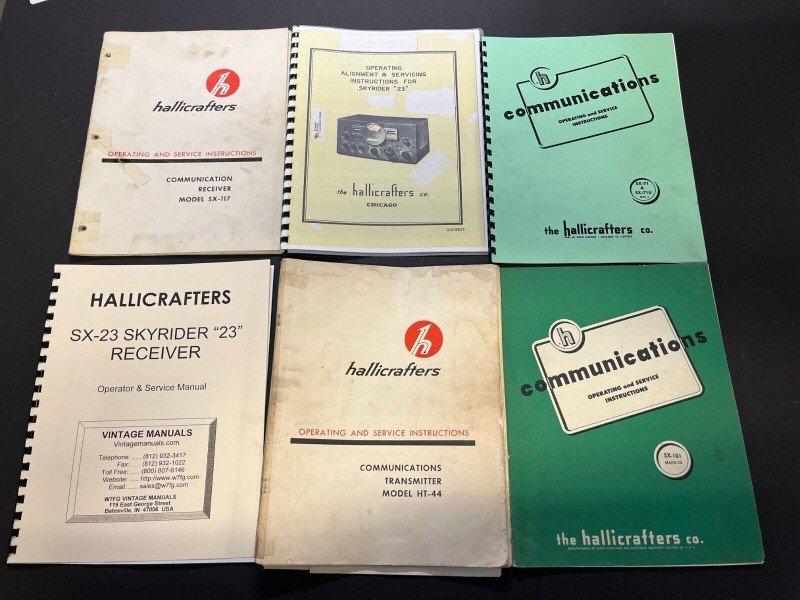 h
hallicrafters
OPERATING AND SERVICE INSTRUCTIONS
COMMUNICATION
RECEIVER
MODEL SX-117
OPERATING
ALIGNMENT & SERVICING
INSTRUCTIONS FOR
SKYRIDER "23"
the hallicrafters co.
CHICAGO
h
communications
OPERATING and SERVICE
INSTRUCTIONS
SX-71
&
the hallicrafters co.
HALLICRAFTERS
SX-23 SKYRIDER “23”
RECEIVER
Operator & Service Manual
VINTAGE MANUALS
Vintagemanuals.com
Telephone: ..... (812) 932-3417
Fax: ..... (812) 932-1022
Toll Free: ..... (800) 807-6146
Website: ..... http://www.w7fg.com
Email: ..... sales@w7fg.com
W7FG VINTAGE MANUALS
119 East George Street
Batesville, IN 47006 USA
h
hallicrafters
OPERATING AND SERVICE INSTRUCTIONS
COMMUNICATIONS
TRANSMITTER
MODEL HT-44
h
communications
OPERATING and SERVICE
INSTRUCTIONS
SX-101
the hallicrafters co.